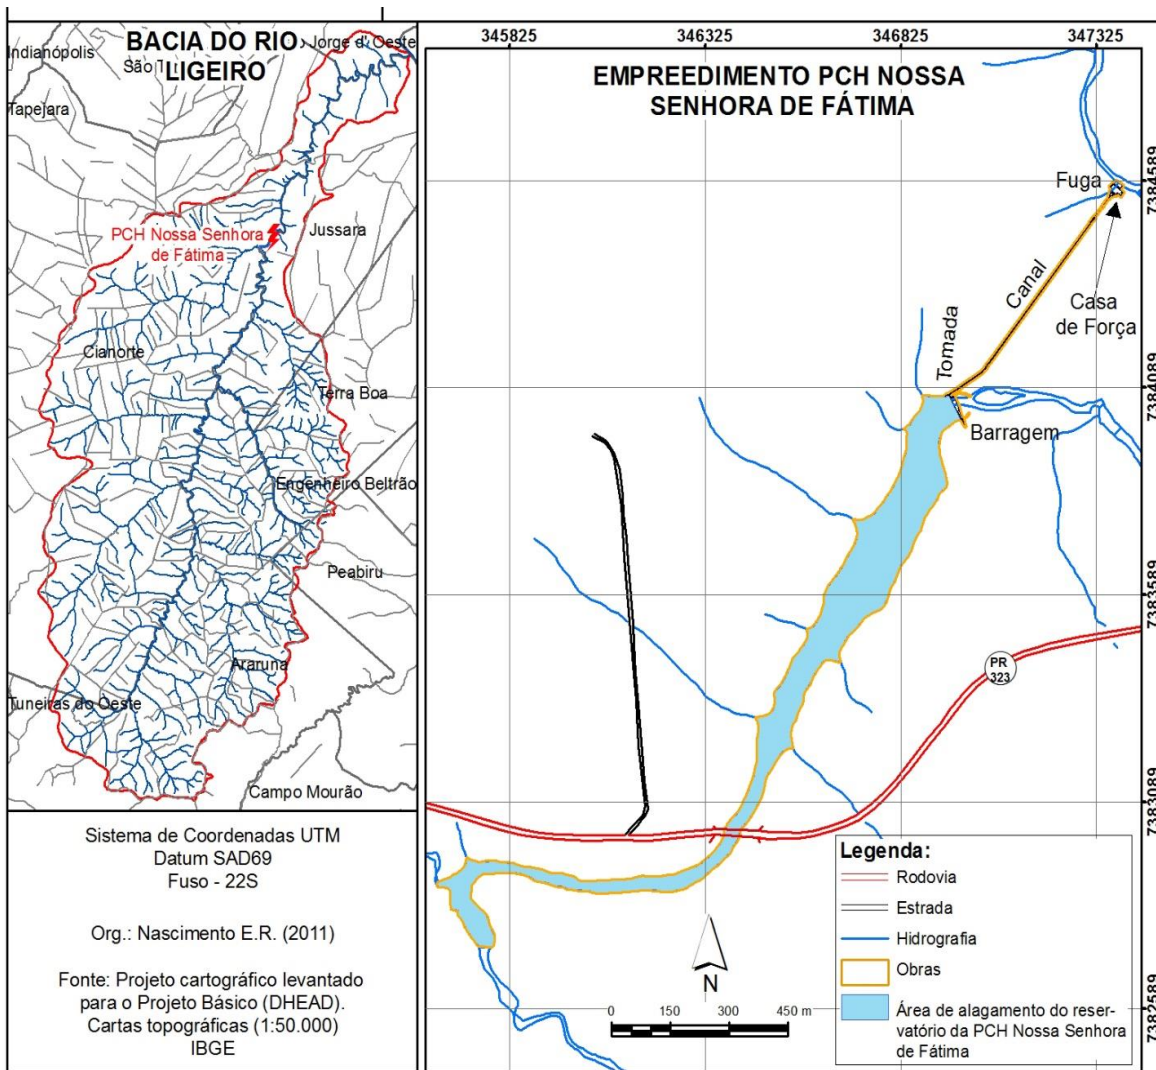 BACIA DO RIO
LIGEIRO
Indianópolis
São T
Jorge d' Oeste
Tapejara
PCH Nossa Senhora
de Fátima
Jussara
Cianorte
Terra Boa
Engenheiro Beltrão
Peabiru
Araruna
Tuneiras do Oeste
Campo Mourão
Sistema de Coordenadas UTM
Datum SAD69
Fuso - 22S
Org.: Nascimento E.R. (2011)
Fonte: Projeto cartográfico levantado
para o Projeto Básico (DHEAD).
Cartas topográficas (1:50.000)
IBGE
345825 346325 346825 347325
EMPREEDIMENTO PCH NOSSA
SENHORA DE FÁTIMA
7384589
Fuga
Canal
Casa
de Força
Tomada
7384089
Barragem
7383589
PR
323
7383089
N
0 150 300 450 m
7382589
Legenda:
Rodovia
Estrada
Hidrografia
Obras
Área de alagamento do reser-
vatório da PCH Nossa Senhora
de Fátima